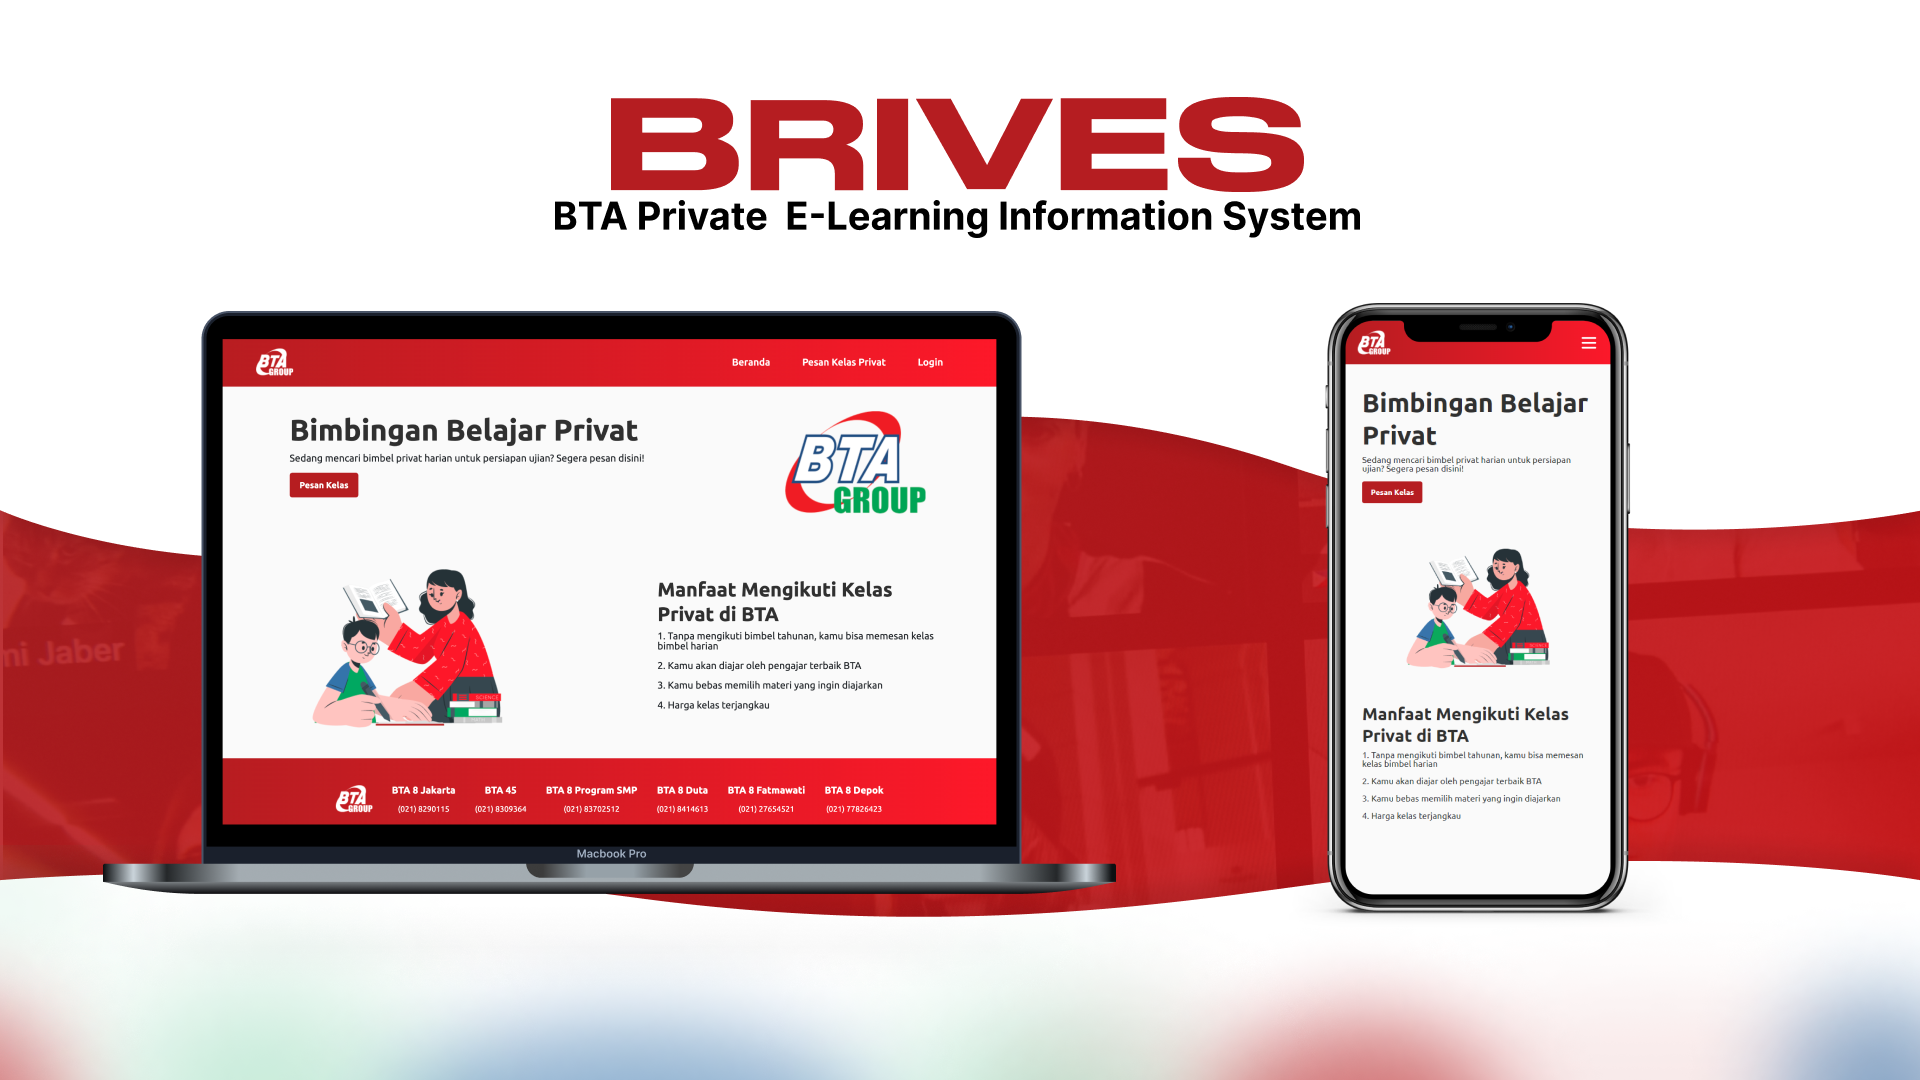 BRIVES
BTA Private E-Learning Information System
BTA GROUP
Beranda Pesan Kelas Privat Login
Bimbingan Belajar Privat
Sedang mencari bimbel privat harian untuk persiapan ujian? Segera pesan disini!
Pesan Kelas
BTA
GROUP
SCIENCE
Manfaat Mengikuti Kelas
Privat di BTA
1. Tanpa mengikuti bimbel tahunan, kamu bisa memesan kelas
bimbel harian
2. Kamu akan diajar oleh pengajar terbaik BTA
3. Kamu bebas memilih materi yang ingin diajarkan
4. Harga kelas terjangkau
BTA GROUP
BTA 8 Jakarta BTA 45 BTA 8 Program SMP BTA 8 Duta BTA 8 Fatmawati BTA 8 Depok
(021) 8290115 (021) 8309364 (021) 83702512 (021) 8414613 (021) 27654521 (021) 77826423
Macbook Pro
BTA GROUP
Bimbingan Belajar
Privat
Sedang mencari bimbel privat harian untuk persiapan
ujian? Segera pesan disini!
Pesan Kelas
Manfaat Mengikuti Kelas
Privat di BTA
1. Tanpa mengikuti bimbel tahunan, kamu bisa memesan
kelas bimbel harian
2. Kamu akan diajar oleh pengajar terbaik BTA
3. Kamu bebas memilih materi yang ingin diajarkan
4. Harga kelas terjangkau
Jaber